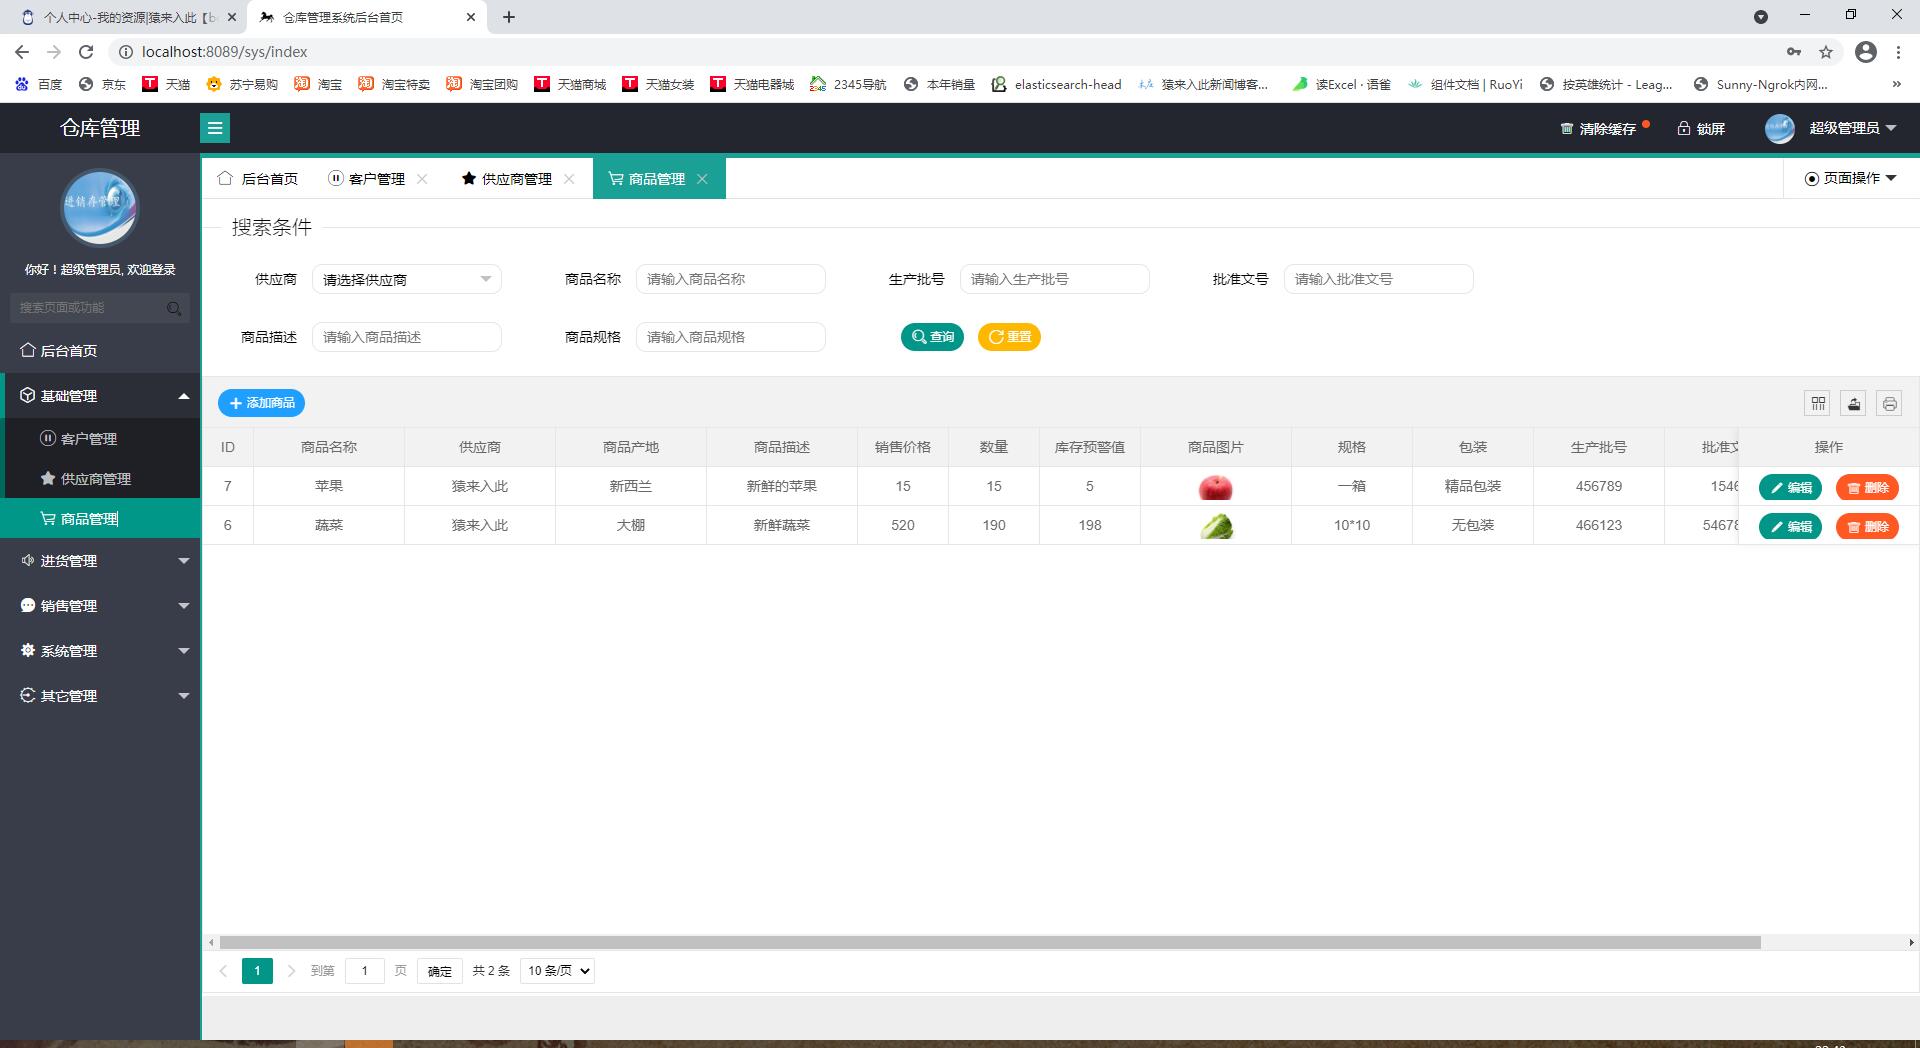 个人中心-我的资源|猿来入此【b
仓库管理系统后台首页
localhost:8089/sys/index
百度 京东 天猫 苏宁易购 淘宝 淘宝特卖 淘宝团购 天猫商城 天猫女装 天猫电器城 2345导航 本年销量 elasticsearch-head 猿来入此新闻博客... 读Excel · 语雀 组件文档 | RuoYi 按英雄统计 - Leag... Sunny-Ngrok内网... »
仓库管理 清除缓存 锁屏 超级管理员
后台首页 客户管理 供应商管理 商品管理 页面操作
进销存管理
你好！超级管理员, 欢迎登录
搜索页面或功能
后台首页
基础管理
客户管理
供应商管理
商品管理
进货管理
销售管理
系统管理
其它管理
搜索条件
供应商 请选择供应商 商品名称 请输入商品名称 生产批号 请输入生产批号 批准文号 请输入批准文号
商品描述 请输入商品描述 商品规格 请输入商品规格 查询 重置
添加商品
ID 商品名称 供应商 商品产地 商品描述 销售价格 数量 库存预警值 商品图片 规格 包装 生产批号 批准文 操作
7 苹果 猿来入此 新西兰 新鲜的苹果 15 15 5 一箱 精品包装 456789 1546 编辑 删除
6 蔬菜 猿来入此 大棚 新鲜蔬菜 520 190 198 10*10 无包装 466123 54678 编辑 删除
1 到第 1 页 确定 共 2 条 10 条/页